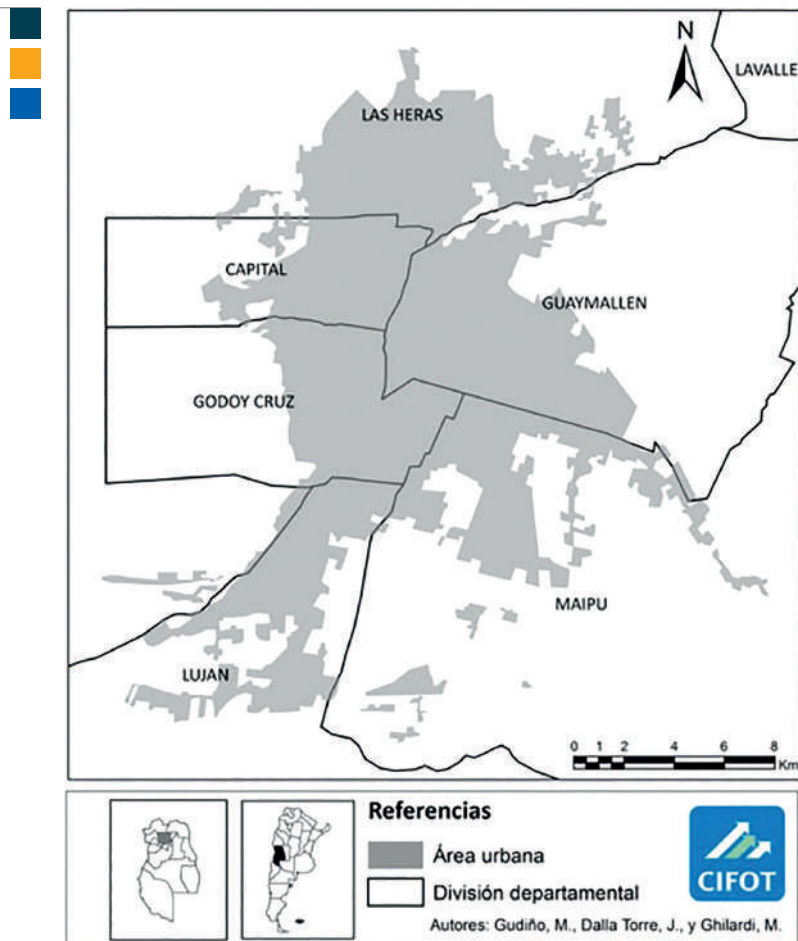 N
LAVALLE
LAS HERAS
CAPITAL
GUAYMALLEN
GODOY CRUZ
MAIPU
LUJAN
0 1 2 4 6 8
Km
Referencias
Área urbana
División departamental
CIFOT
Autores: Gudiño, M., Dalla Torre, J., y Ghilardi, M.